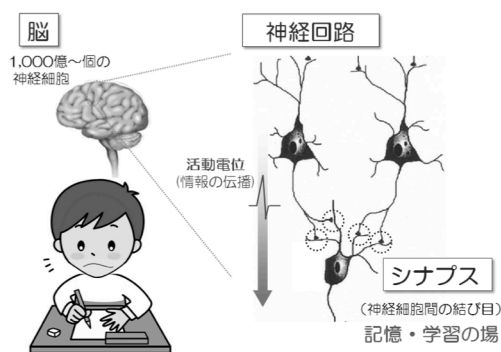 脳
1,000億〜個の
神経細胞
神経回路
活動電位
(情報の伝播)
シナプス
(神経細胞間の結び目)
記憶・学習の場